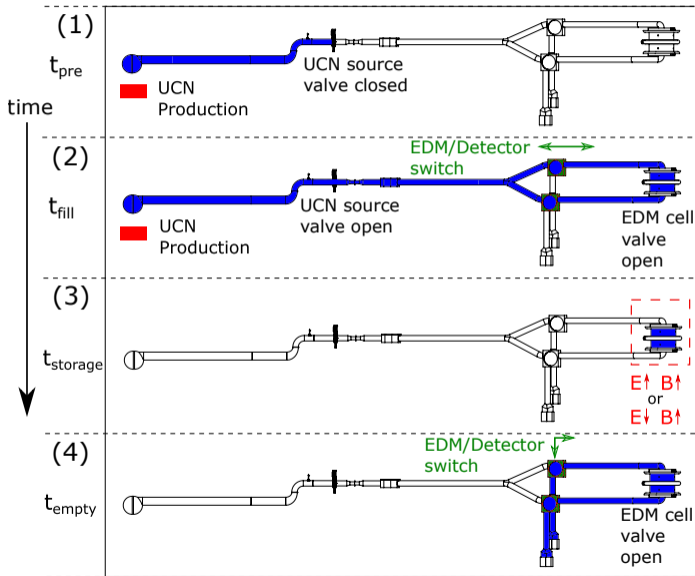 time
(1)
t_pre
UCN
Production
UCN source
valve closed
(2)
t_fill
UCN
Production
UCN source
valve open
EDM/Detector
switch
EDM cell
valve
open
(3)
t_storage
E↑ B↑
or
E↓ B↑
(4)
t_empty
EDM/Detector
switch
EDM cell
valve
open